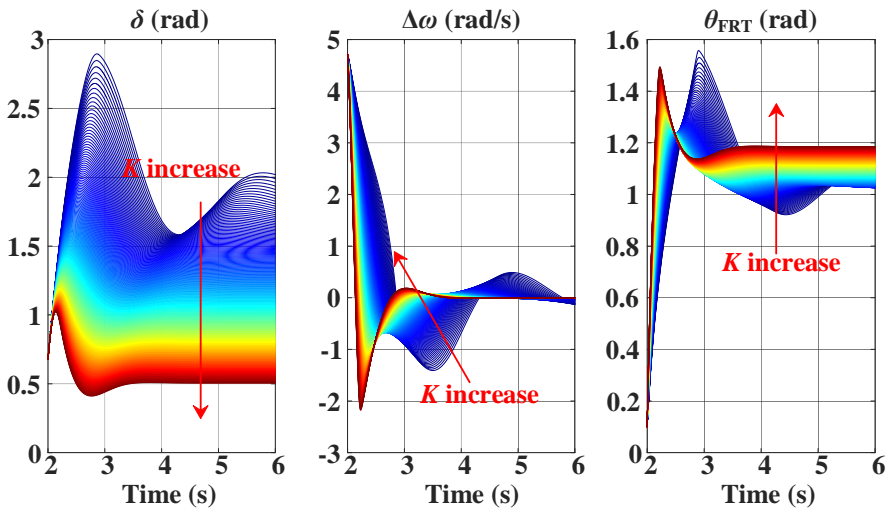 δ (rad)
3
2.5
2
1.5
1
0.5
0
2 3 4 5 6
Time (s)
K increase
Δω (rad/s)
5
4
3
2
1
0
-1
-2
-3
2 3 4 5 6
Time (s)
K increase
θFRT (rad)
1.6
1.4
1.2
1
0.8
0.6
0.4
0.2
0
2 3 4 5 6
Time (s)
K increase